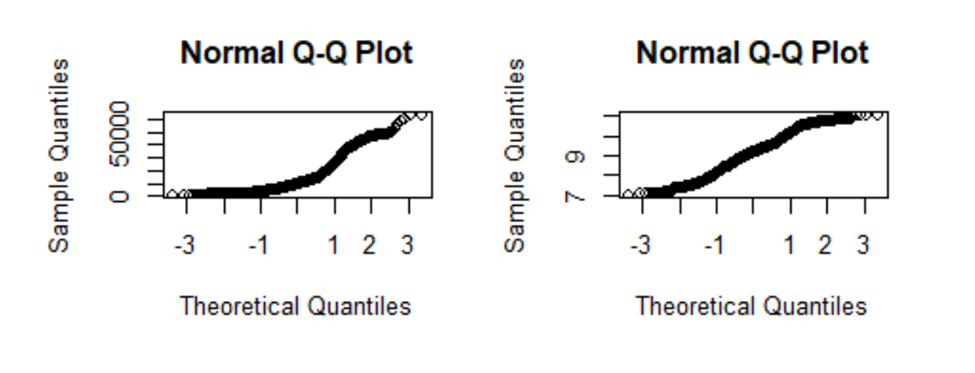 Normal Q-Q Plot
Sample Quantiles
50000
0
-3 -1 1 2 3
Theoretical Quantiles
Normal Q-Q Plot
Sample Quantiles
9
7
-3 -1 1 2 3
Theoretical Quantiles